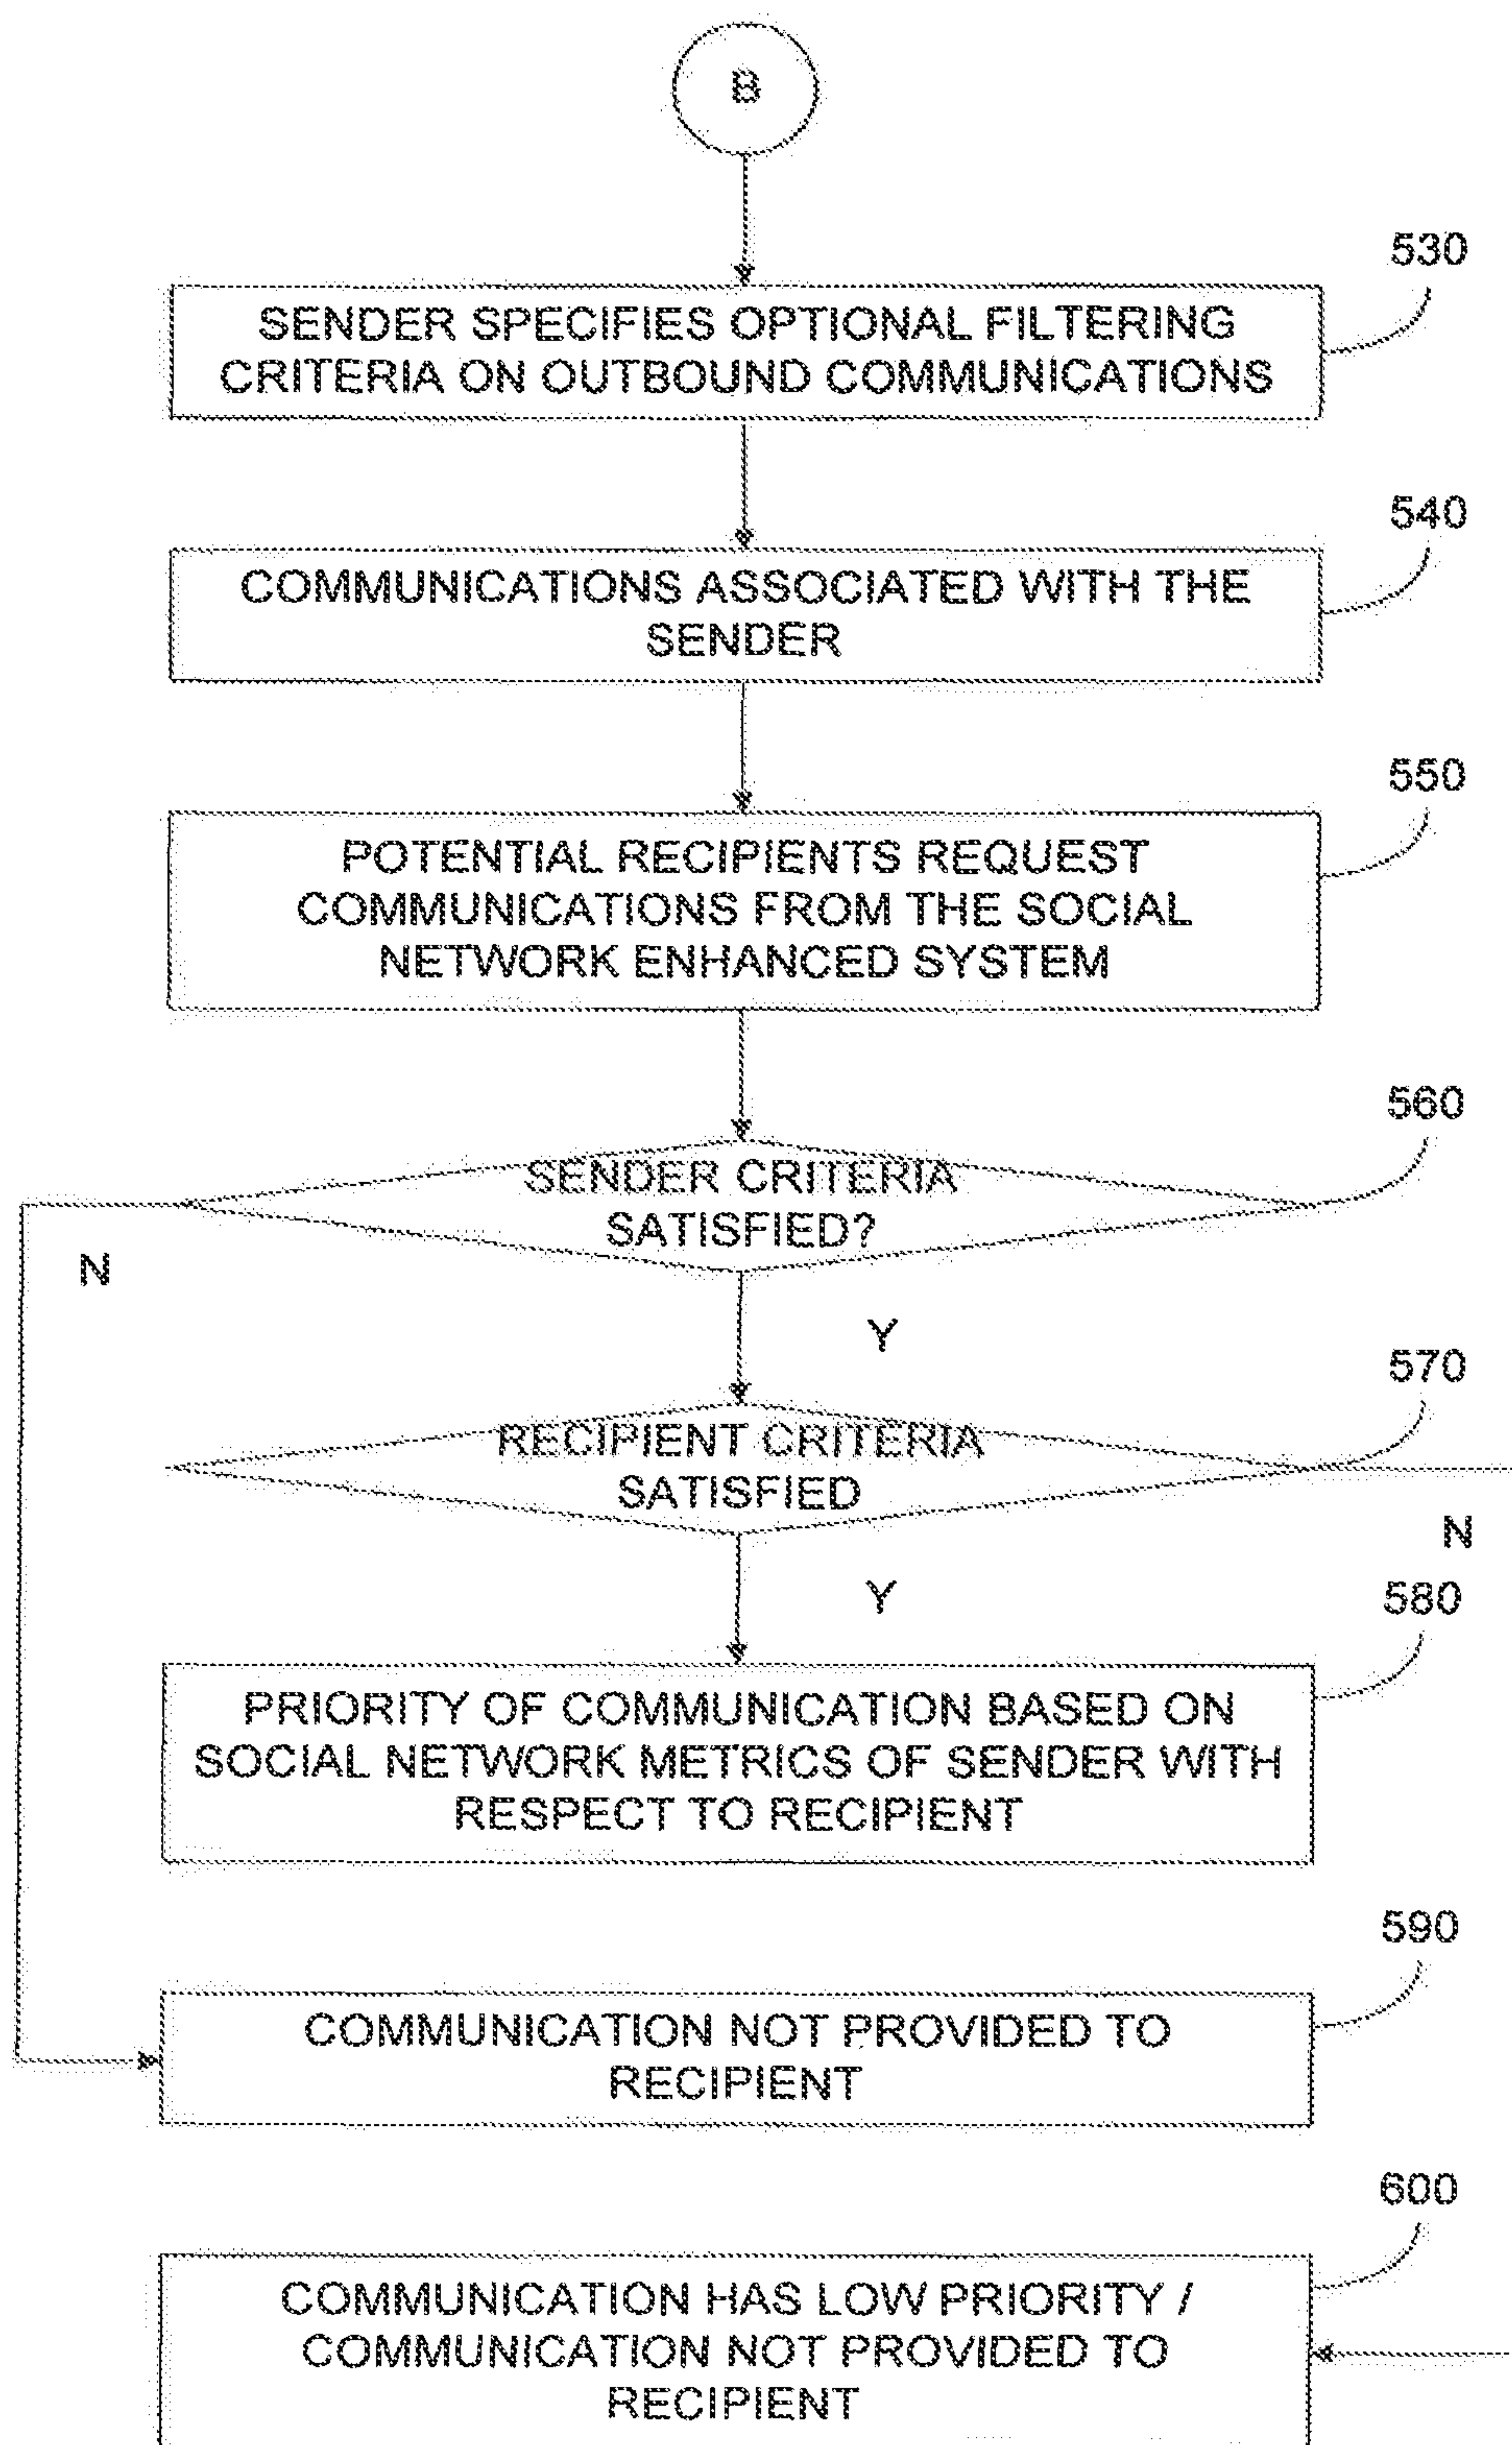 B
530
SENDER SPECIFIES OPTIONAL FILTERING
CRITERIA ON OUTBOUND COMMUNICATIONS
540
COMMUNICATIONS ASSOCIATED WITH THE
SENDER
550
POTENTIAL RECIPIENTS REQUEST
COMMUNICATIONS FROM THE SOCIAL
NETWORK ENHANCED SYSTEM
560
SENDER CRITERIA
SATISFIED?
N
Y
570
RECIPIENT CRITERIA
SATISFIED
N
Y
580
PRIORITY OF COMMUNICATION BASED ON
SOCIAL NETWORK METRICS OF SENDER WITH
RESPECT TO RECIPIENT
590
COMMUNICATION NOT PROVIDED TO
RECIPIENT
600
COMMUNICATION HAS LOW PRIORITY /
COMMUNICATION NOT PROVIDED TO
RECIPIENT